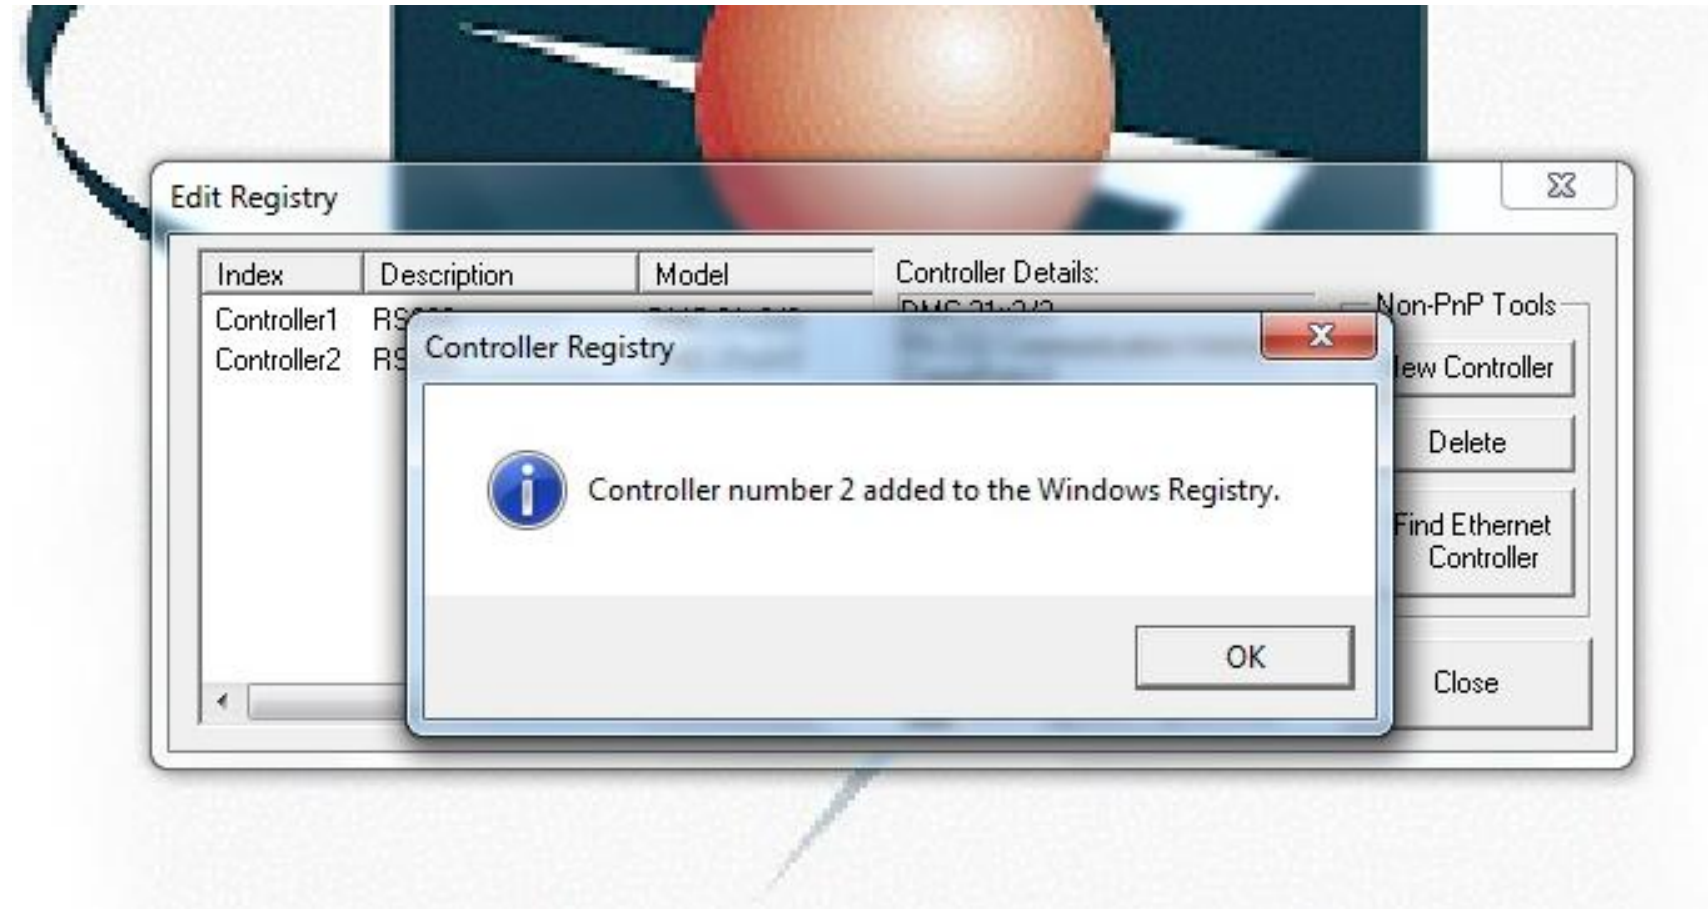 Edit Registry
Index Description Model
Controller Details:
Controller1
Controller2
Non-PnP Tools
Controller Registry
Controller
Delete
Controller number 2 added to the Windows Registry.
Find Ethernet
Controller
OK
Close